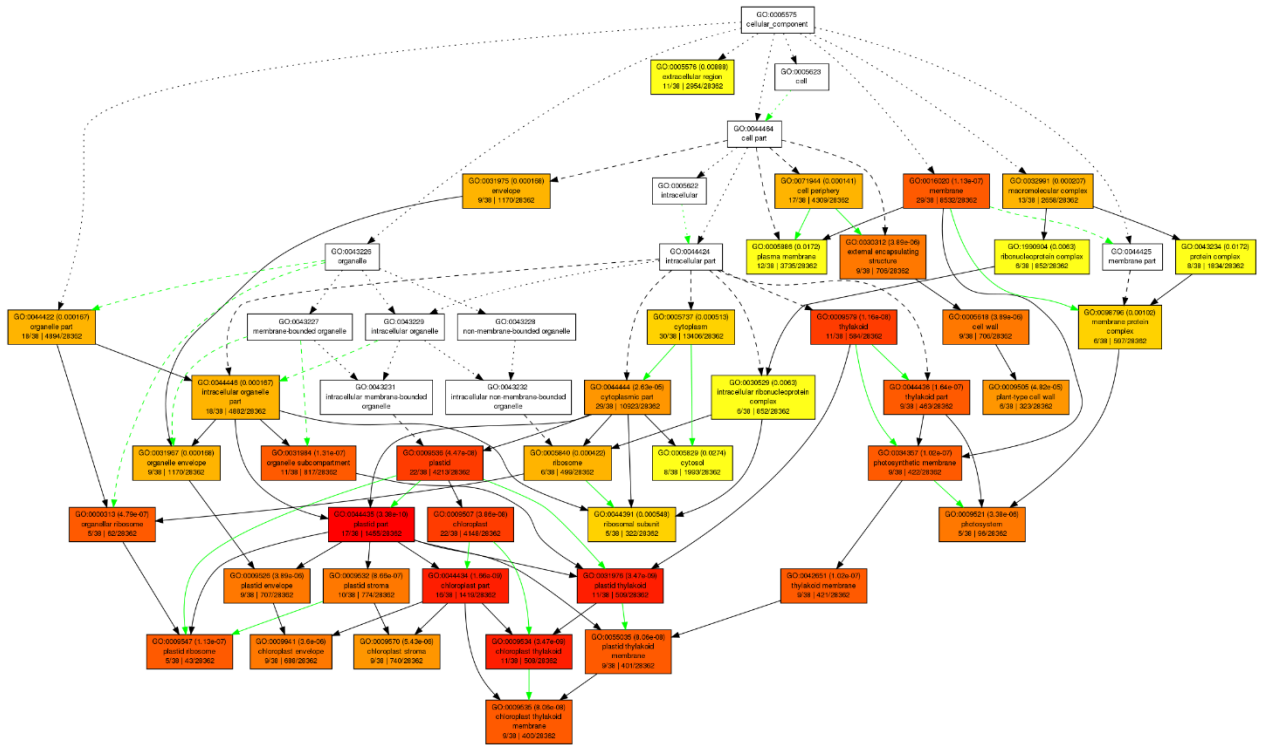 GO:0005575
cellular_component
GO:0005576 (0.00888)
extracellular region
11/38 | 2954/28362
GO:0005623
cell
GO:0044464
cell part
GO:0031975 (0.000168)
envelope
9/38 | 1170/28362
GO:0005622
intracellular
GO:0071944 (0.000141)
cell periphery
17/38 | 4309/28362
GO:0016020 (1.13e-07)
membrane
29/38 | 8532/28362
GO:0032991 (0.000207)
macromolecular complex
13/38 | 2658/28362
GO:0043226
organelle
GO:0044424
intracellular part
GO:0005886 (0.0172)
plasma membrane
12/38 | 3735/28362
GO:0030312 (3.89e-06)
external encapsulating
structure
9/38 | 706/28362
GO:1990904 (0.0063)
ribonucleoprotein complex
6/38 | 852/28362
GO:0044425
membrane part
GO:0043234 (0.0172)
protein complex
8/38 | 1934/28362
GO:0044422 (0.000167)
organelle part
18/38 | 4894/28362
GO:0043227
membrane-bounded organelle
GO:0043229
intracellular organelle
GO:0043228
non-membrane-bounded organelle
GO:0005737 (0.000513)
cytoplasm
30/38 | 13406/28362
GO:0009579 (1.16e-08)
thylakoid
11/38 | 584/28362
GO:0005618 (3.89e-06)
cell wall
9/38 | 706/28362
GO:0098796 (0.00102)
membrane protein
complex
6/38 | 597/28362
GO:0044446 (0.000167)
intracellular organelle
part
18/38 | 4882/28362
GO:0043231
intracellular membrane-bounded
organelle
GO:0043232
intracellular non-membrane-bounded
organelle
GO:0044444 (2.63e-05)
cytoplasmic part
29/38 | 10923/28362
GO:0030529 (0.0063)
intracellular ribonucleoprotein
complex
6/38 | 852/28362
GO:0044436 (1.64e-07)
thylakoid part
9/38 | 463/28362
GO:0009505 (4.82e-05)
plant-type cell wall
6/38 | 323/28362
GO:0031967 (0.000168)
organelle envelope
9/38 | 1170/28362
GO:0031984 (1.31e-07)
organelle subcompartment
11/38 | 817/28362
GO:0009536 (4.47e-08)
plastid
22/38 | 4213/28362
GO:0005840 (0.000422)
ribosome
6/38 | 499/28362
GO:0005829 (0.0274)
cytosol
8/38 | 1993/28362
GO:0034357 (1.02e-07)
photosynthetic membrane
9/38 | 422/28362
GO:0000313 (4.79e-07)
organellar ribosome
5/38 | 62/28362
GO:0044435
plastid part
17/38
GO:0009507 (3.86e-08)
chloroplast
22/38 | 4148/28362
GO:0044391 (0.000548)
ribosomal subunit
5/38 | 322/28362
GO:0009521 (3.38e-06)
photosystem
5/38 | 96/28362
GO:0009526 (3.89e-06)
plastid envelope
9/38 | 707/28362
GO:0009532 (8.66e-07)
plastid stroma
10/38 | 774/28362
GO:0044434
chloroplast part
16/38 | 1419/28362
GO:0031976 (3.47e-09)
plastid thylakoid
11/38 | 509/28362
GO:0042651 (1.02e-07)
thylakoid membrane
9/38 | 421/28362
GO:0009547 (1.13e-07)
plastid ribosome
5/38 | 43/28362
GO:0009941 (3.6e-06)
chloroplast envelope
9/38 | 688/28362
GO:0009570 (5.43e-06)
chloroplast stroma
9/38 | 740/28362
GO:0009534 (3.47e-09)
chloroplast thylakoid
11/38 | 508/28362
GO:0055035 (8.06e-08)
plastid thylakoid
membrane
9/38 | 401/28362
GO:0009535 (8.06e-08)
chloroplast thylakoid
membrane
9/38 | 400/28362